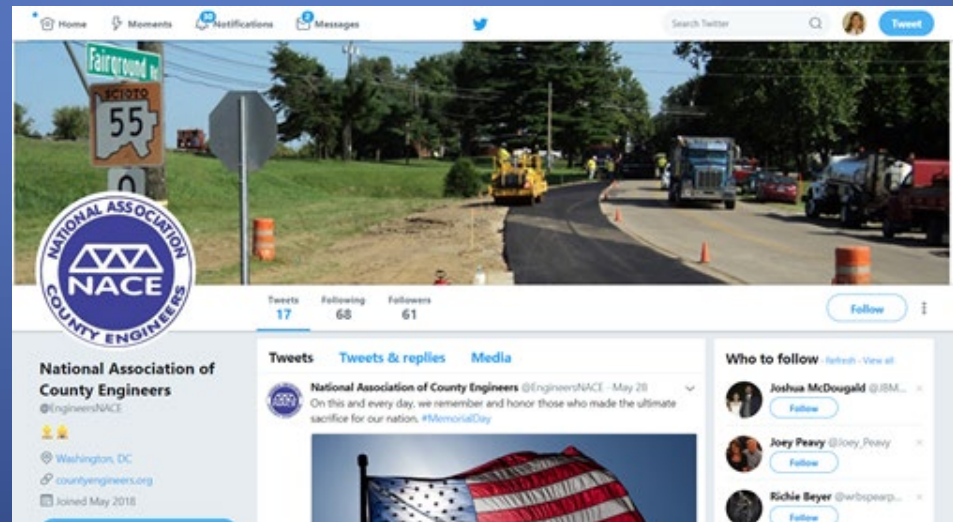 Home Moments 30 Notifications 2 Messages Search Twitter Tweet
Fairground Rd
SCIOTO
55
NATIONAL ASSOCIATION
NACE
COUNTY ENGINEERS
Tweets Following Followers
17 68 61
Follow
National Association of
County Engineers
@EngineersNACE
Washington, DC
countyengineers.org
Joined May 2018
Tweets Tweets & replies Media
National Association of County Engineers @EngineersNACE · May 28
On this and every day, we remember and honor those who made the ultimate
sacrifice for our nation. #MemorialDay
Who to follow · Refresh · View all
Joshua McDougald @JBM...
Follow
Joey Peavy @Joey_Peavy
Follow
Richie Beyer @wrbspearp...
Follow